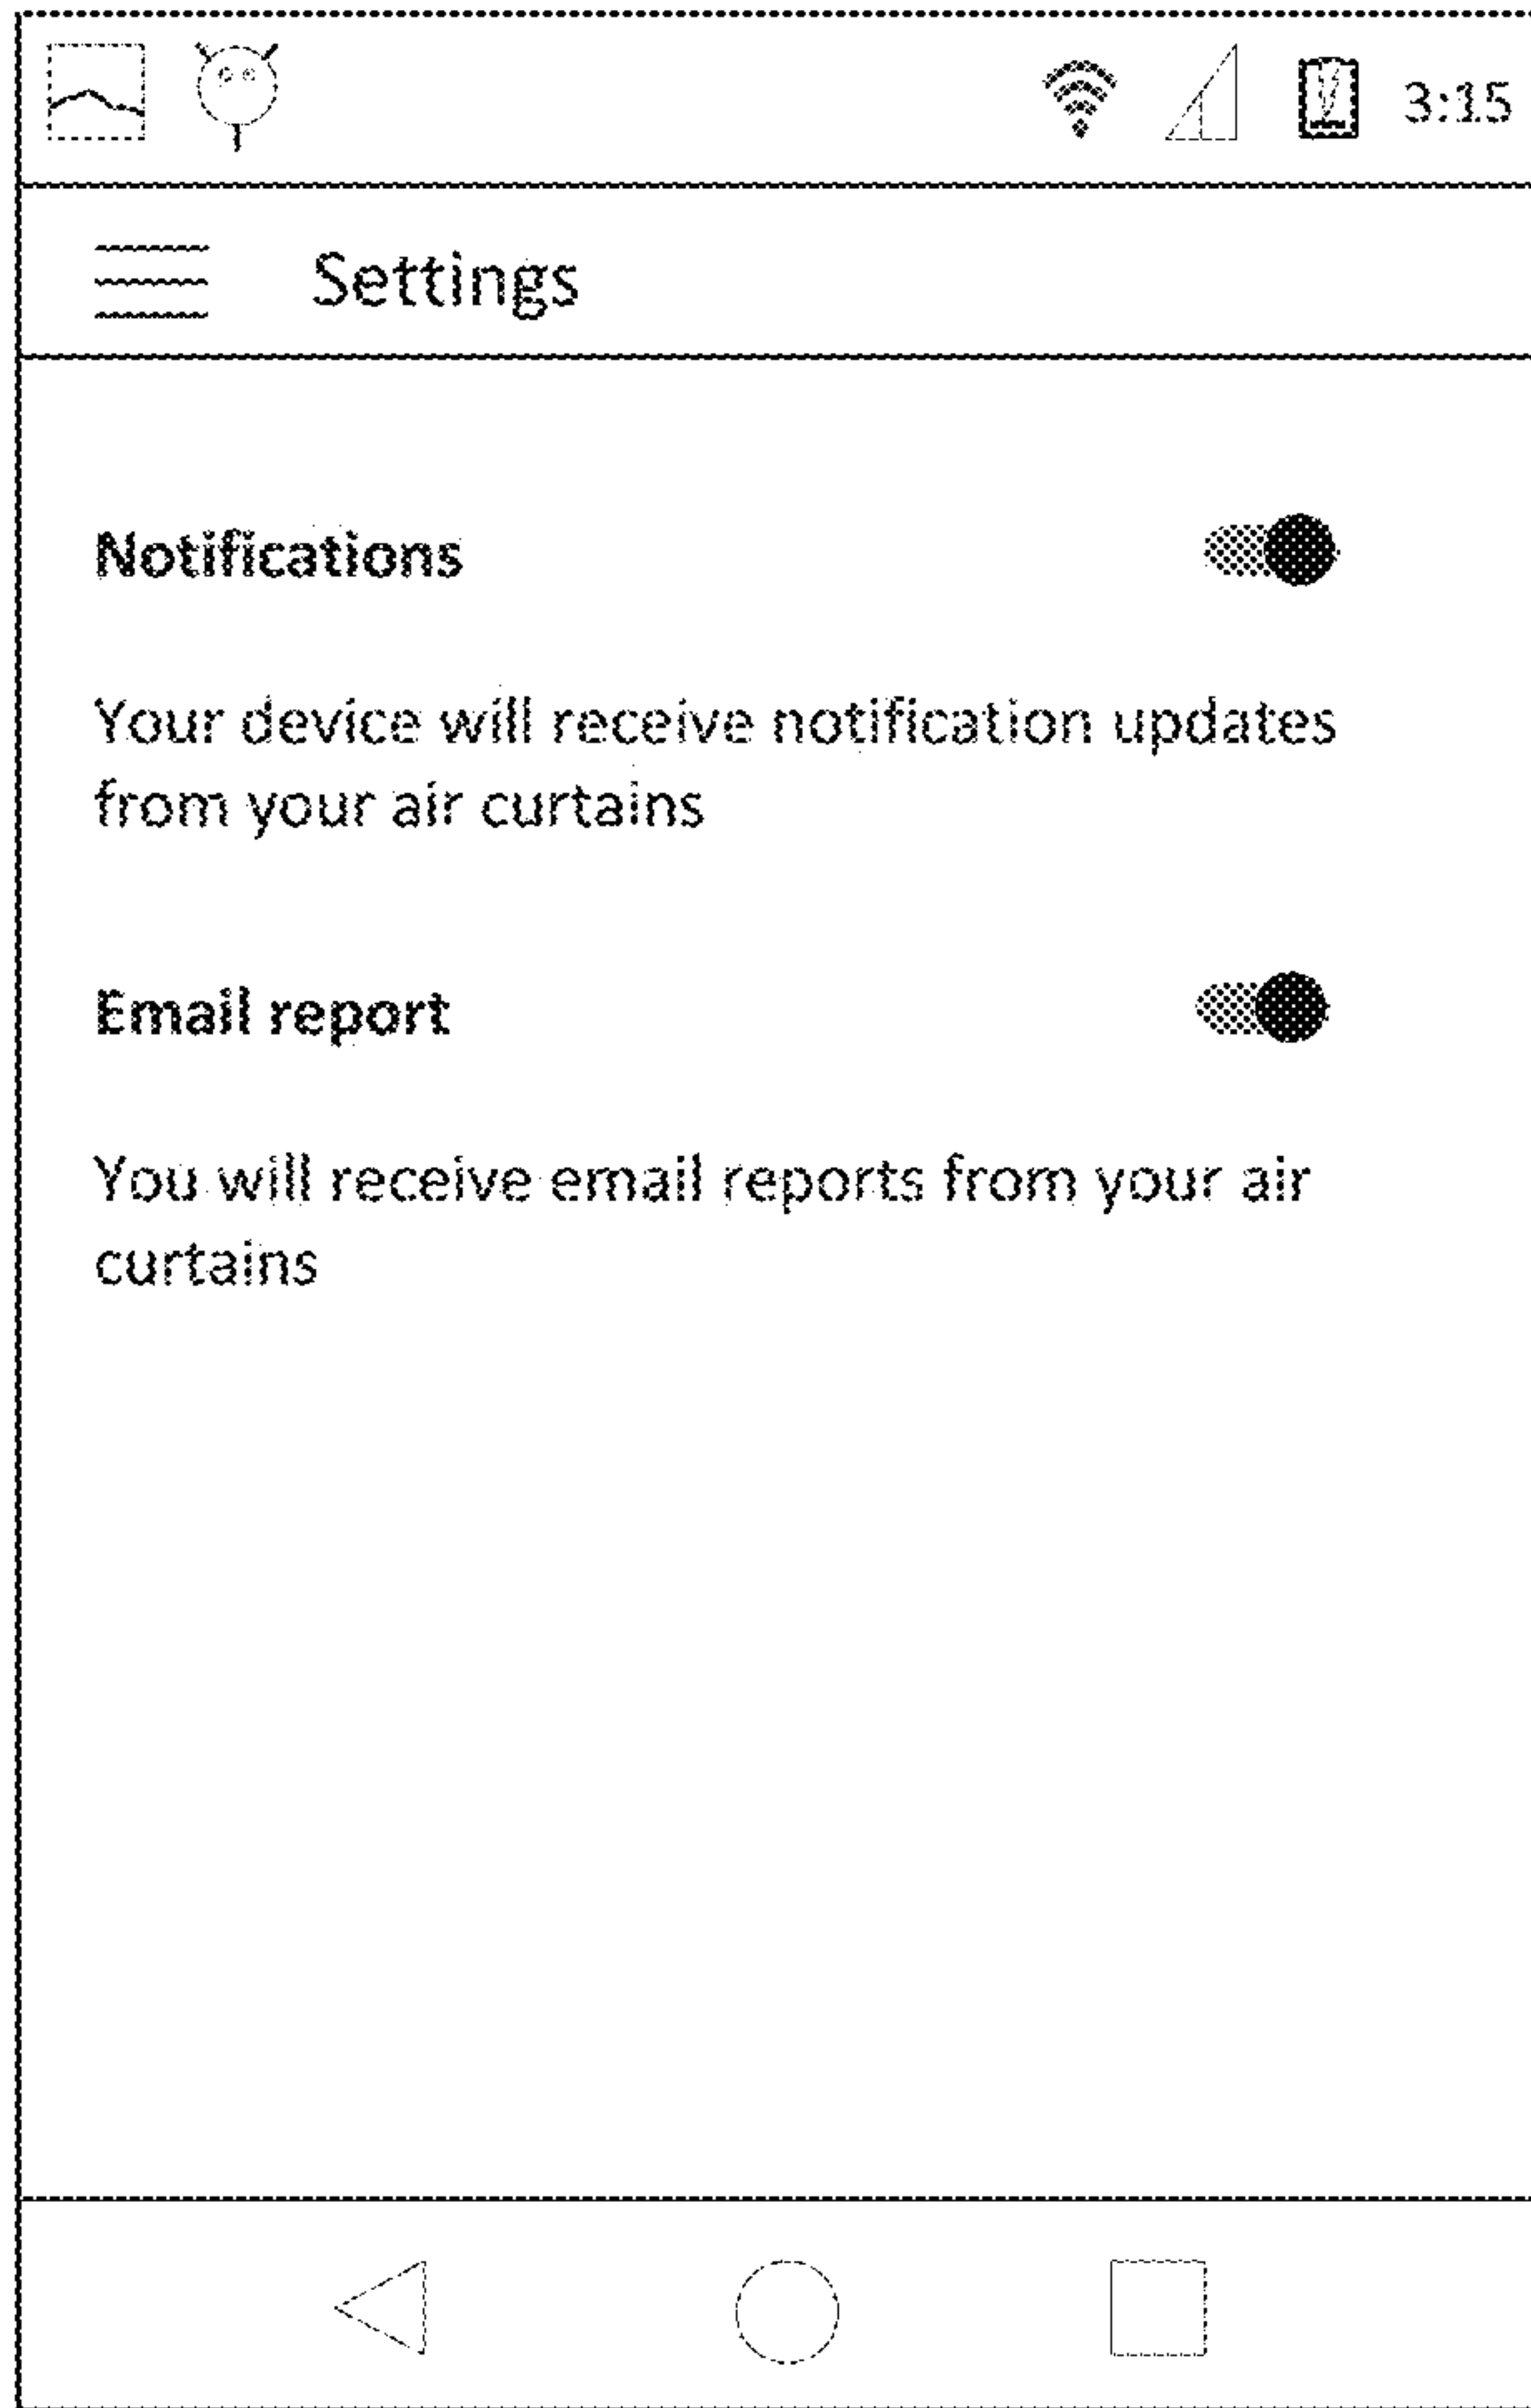 3:15
Settings
Notifications
Your device will receive notification updates
from your air curtains
Email report
You will receive email reports from your air
curtains